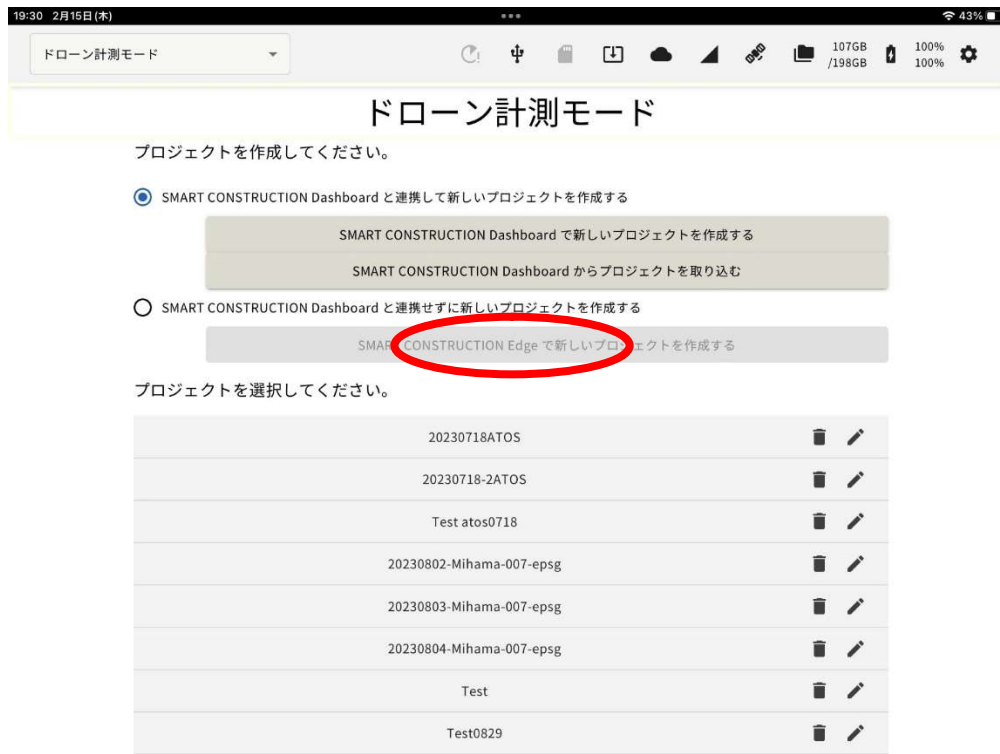 19:30 2月15日(木)
43%
ドローン計測モード
107GB
/198GB
100%
100%
ドローン計測モード
プロジェクトを作成してください。
SMART CONSTRUCTION Dashboard と連携して新しいプロジェクトを作成する
SMART CONSTRUCTION Dashboard で新しいプロジェクトを作成する
SMART CONSTRUCTION Dashboard からプロジェクトを取り込む
SMART CONSTRUCTION Dashboard と連携せずに新しいプロジェクトを作成する
SMART CONSTRUCTION Edge で新しいプロジェクトを作成する
プロジェクトを選択してください。
20230718ATOS
20230718-2ATOS
Test atos0718
20230802-Mihama-007-epsg
20230803-Mihama-007-epsg
20230804-Mihama-007-epsg
Test
Test0829